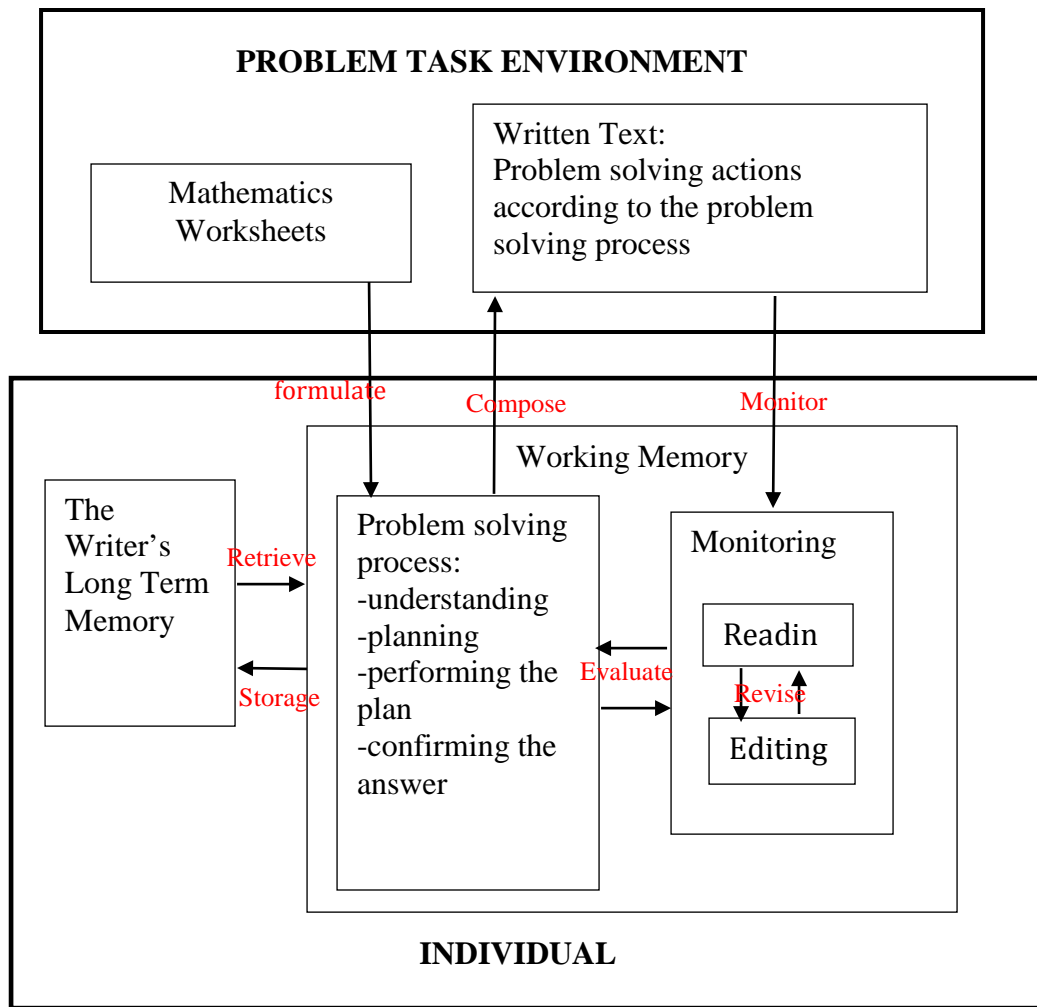 PROBLEM TASK ENVIRONMENT
Written Text:
Problem solving actions
according to the problem
solving process
Mathematics
Worksheets
formulate
Compose
Monitor
Working Memory
The
Writer’s
Long Term
Memory
Retrieve
Storage
Problem solving
process:
-understanding
-planning
-performing the
plan
-confirming the
answer
Evaluate
Monitoring
Readin
Revise
Editing
INDIVIDUAL